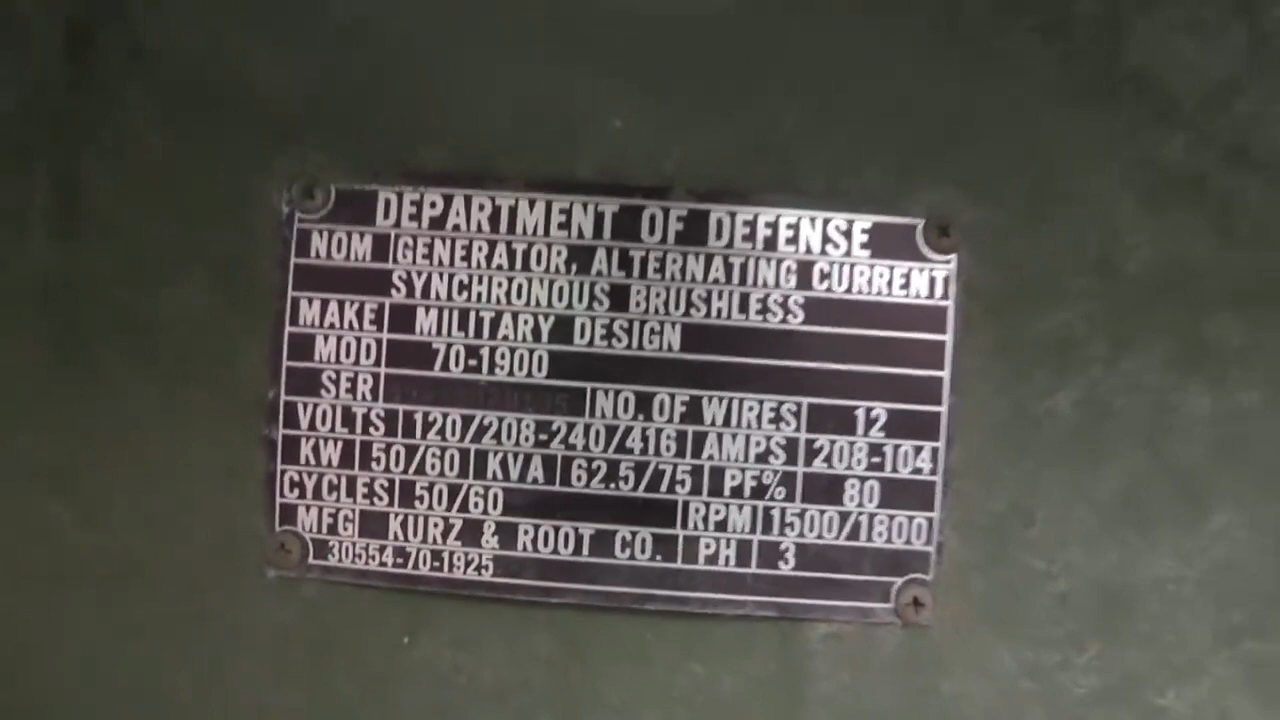 DEPARTMENT OF DEFENSE
NOM GENERATOR, ALTERNATING CURRENT
SYNCHRONOUS BRUSHLESS
MAKE MILITARY DESIGN
MOD 70-1900
SER NO. OF WIRES 12
VOLTS 120/208-240/416 AMPS 208-104
KW 50/60 KVA 62.5/75 PF% 80
CYCLES 50/60 RPM 1500/1800
MFG KURZ & ROOT CO. PH 3
30554-70-1925